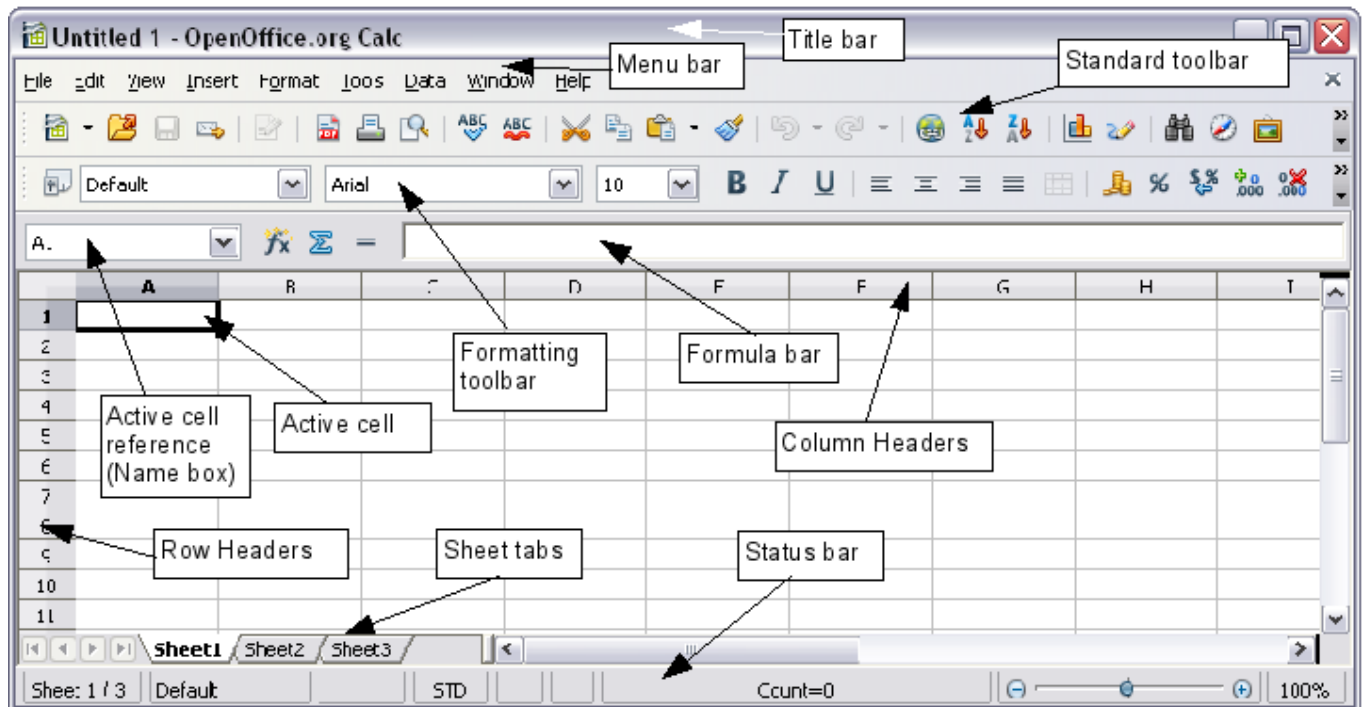 Untitled 1 - OpenOffice.org Calc
Title bar
Menu bar
Standard toolbar
File Edit View Insert Format Tools Data Window Help
ABC ABC
Default Arial 10 B I U
A.
A B C D E F G H I
1
2
3
4
5
6
7
8
9
10
11
Formatting
toolbar
Formula bar
Active cell
reference
(Name box)
Active cell
Column Headers
Row Headers
Sheet tabs
Status bar
Sheet1 Sheet2 Sheet3
Sheet 1 / 3 Default STD Count=0 100%